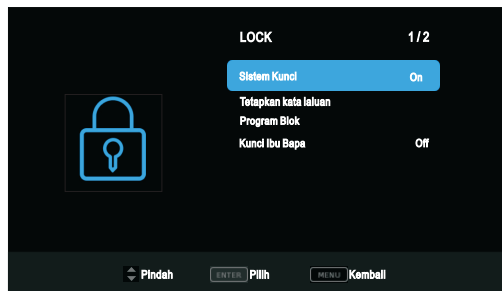 LOCK 1/2
Sistem Kunci On
Tetapkan kata laluan
Program Blok
Kunci Ibu Bapa Off
Pindah ENTER Pilih MENU Kembali